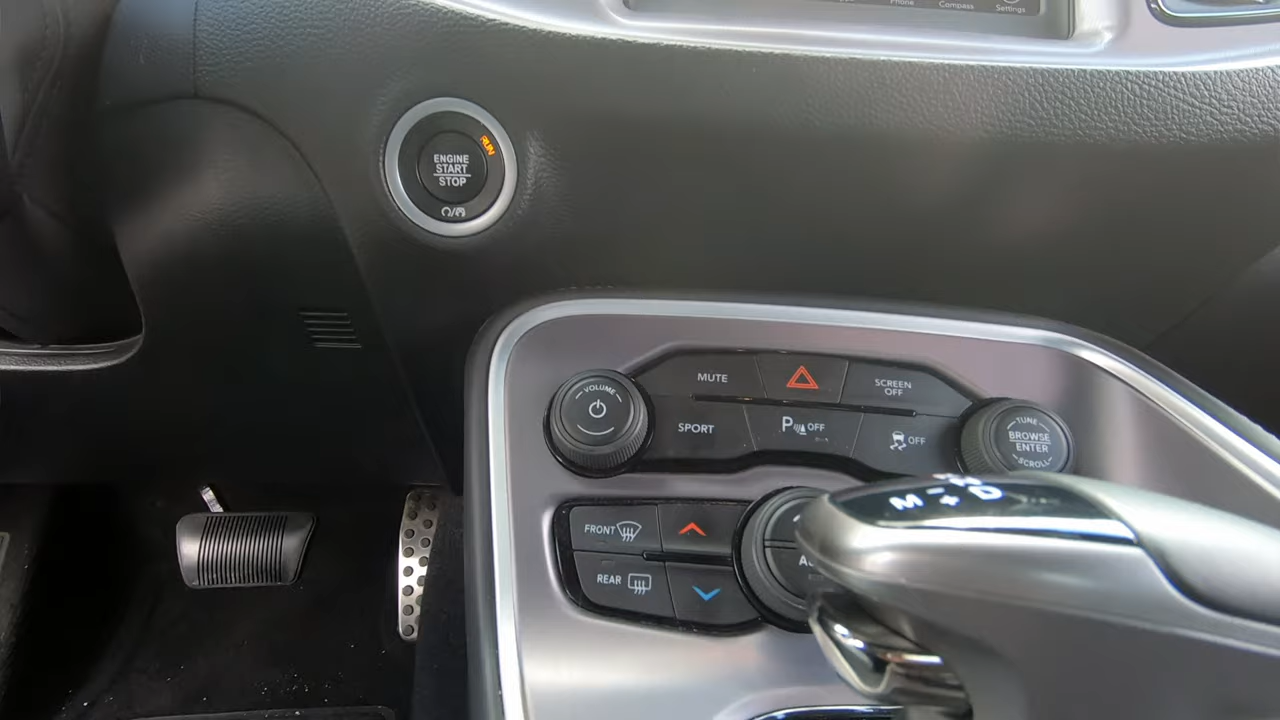 Phone
Compass
Settings
RUN
ENGINE
START
STOP
VOLUME
MUTE
SCREEN
OFF
SPORT
P OFF
OFF
TUNE
BROWSE
ENTER
SCROLL
FRONT
REAR
M - + D